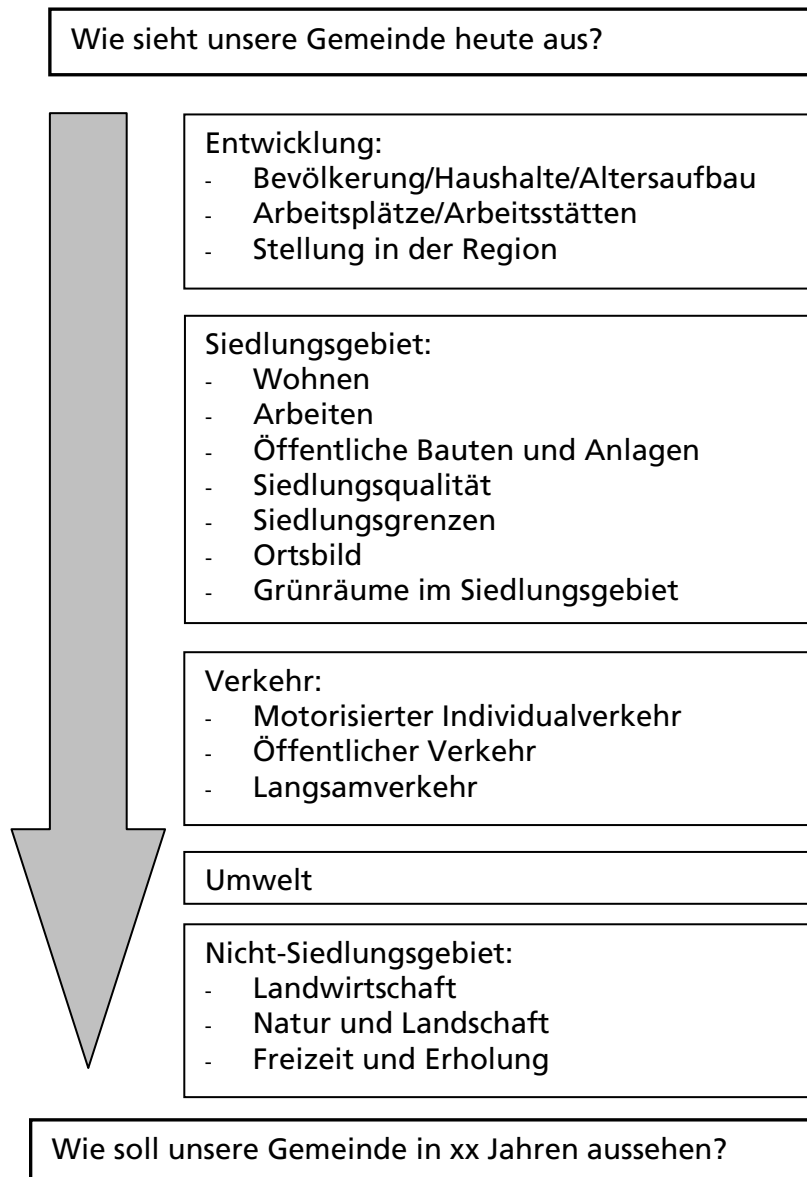 Wie sieht unsere Gemeinde heute aus?
Entwicklung:
- Bevölkerung/Haushalte/Altersaufbau
- Arbeitsplätze/Arbeitsstätten
- Stellung in der Region
Siedlungsgebiet:
- Wohnen
- Arbeiten
- Öffentliche Bauten und Anlagen
- Siedlungsqualität
- Siedlungsgrenzen
- Ortsbild
- Grünräume im Siedlungsgebiet
Verkehr:
- Motorisierter Individualverkehr
- Öffentlicher Verkehr
- Langsamverkehr
Umwelt
Nicht-Siedlungsgebiet:
- Landwirtschaft
- Natur und Landschaft
- Freizeit und Erholung
Wie soll unsere Gemeinde in xx Jahren aussehen?